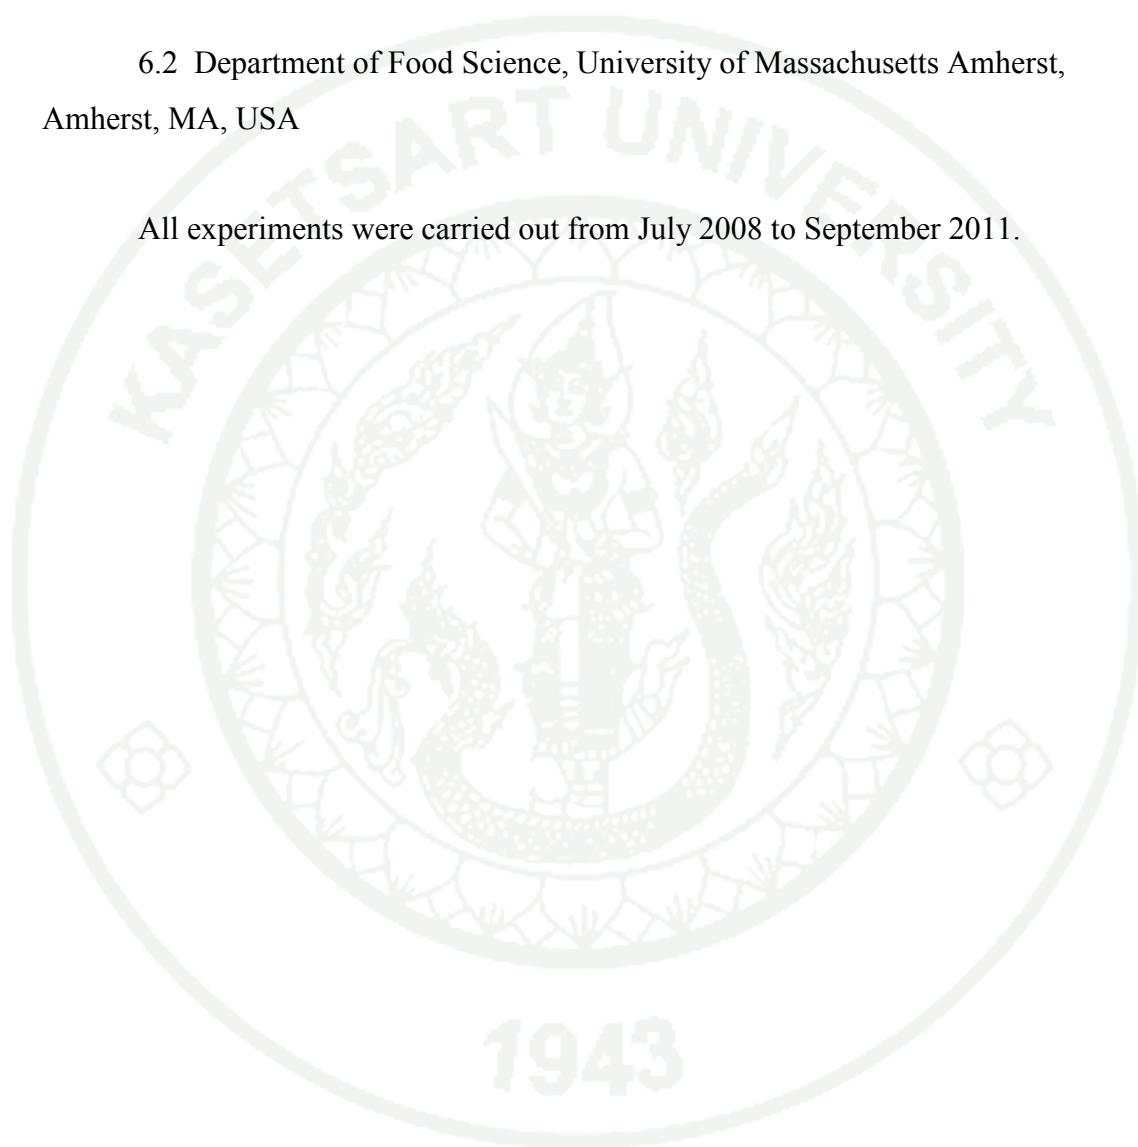 6.2 Department of Food Science, University of Massachusetts Amherst,
Amherst, MA, USA
All experiments were carried out from July 2008 to September 2011.
KASETSART UNIVERSITY
1943